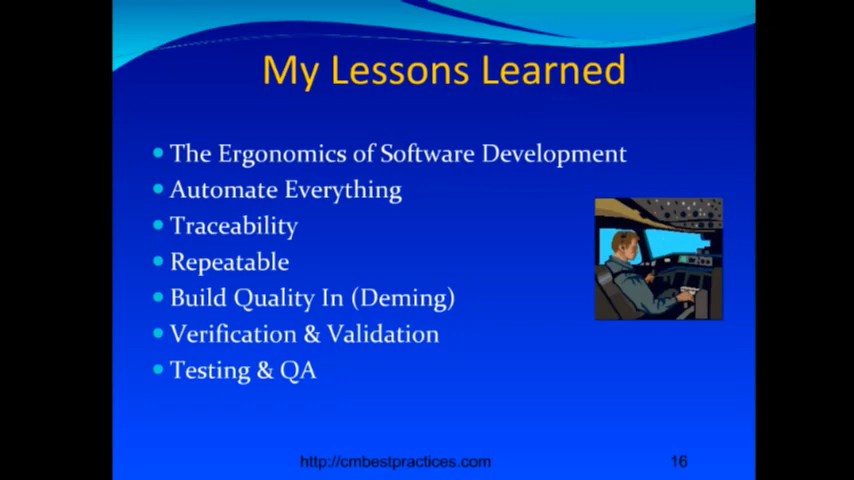 My Lessons Learned
The Ergonomics of Software Development
Automate Everything
Traceability
Repeatable
Build Quality In (Deming)
Verification & Validation
Testing & QA
http://cmbestpractices.com
16